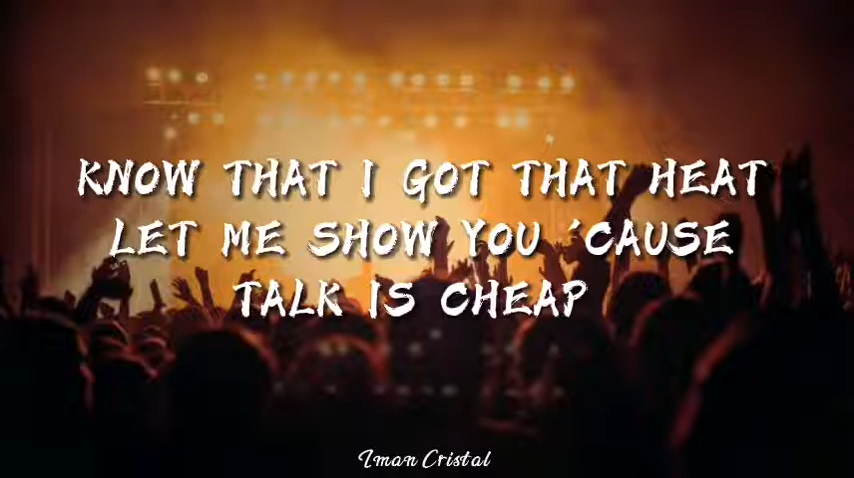 KNOW THAT I GOT THAT HEAT
LET ME SHOW YOU 'CAUSE
TALK IS CHEAP
Iman Cristal